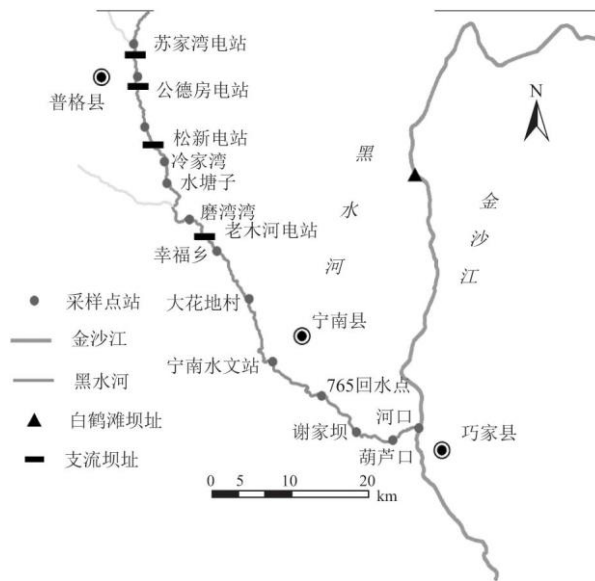 苏家湾电站
公德房电站
普格县
N
松新电站
冷家湾
水塘子
黑水河
金沙江
磨湾湾
老木河电站
幸福乡
采样点站
大花地村
宁南县
金沙江
宁南水文站
黑水河
765回水点
河口
白鹤滩坝址
谢家坝
巧家县
葫芦口
支流坝址
0 5 10 20
km